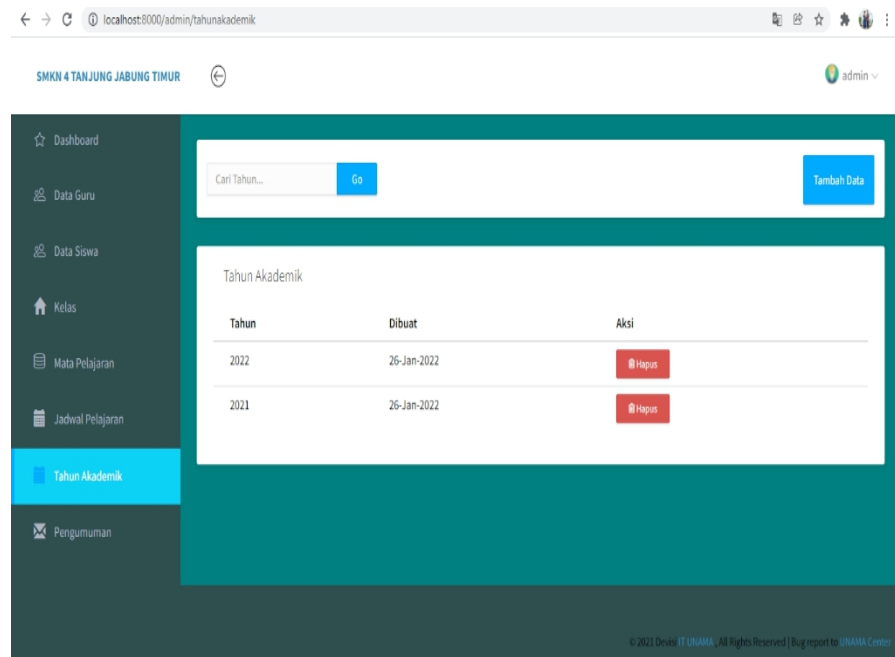 localhost:8000/admin/tahunakademik
SMKN 4 TANJUNG JABUNG TIMUR
admin
Dashboard
Data Guru
Data Siswa
Kelas
Mata Pelajaran
Jadwal Pelajaran
Tahun Akademik
Pengumuman
Cari Tahun...
Go
Tambah Data
Tahun Akademik
Tahun Dibuat Aksi
2022 26-Jan-2022 Hapus
2021 26-Jan-2022 Hapus
© 2021 Devisi IT UNAMA , All Rights Reserved | Bug report to UNAMA Center